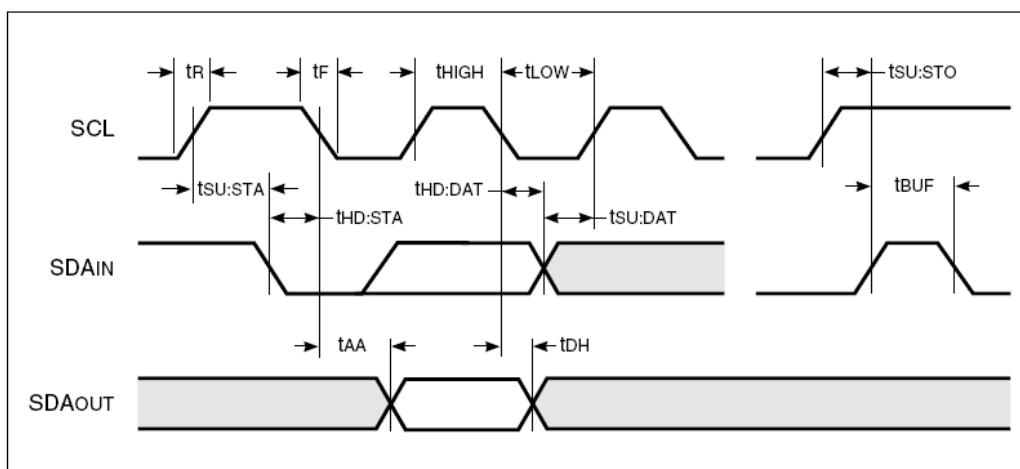 tR tF tHIGH tLOW tSU:STO
SCL
tSU:STA tHD:DAT tBUF
tHD:STA tSU:DAT
SDAIN
tAA tDH
SDAOUT